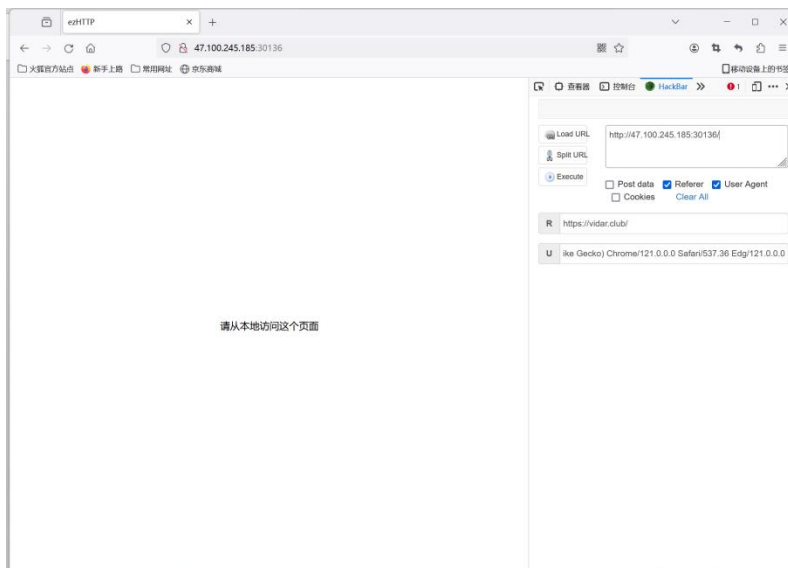 ezHTTP
47.100.245.185:30136
火狐官方站点 新手上路 常用网址 京东商城
移动设备上的书签
查看器 控制台 HackBar
1
Load URL
http://47.100.245.185:30136/
Split URL
Execute
Post data Referer User Agent
Cookies Clear All
R https://vidar.club/
U ike Gecko) Chrome/121.0.0.0 Safari/537.36 Edg/121.0.0.0
请从本地访问这个页面